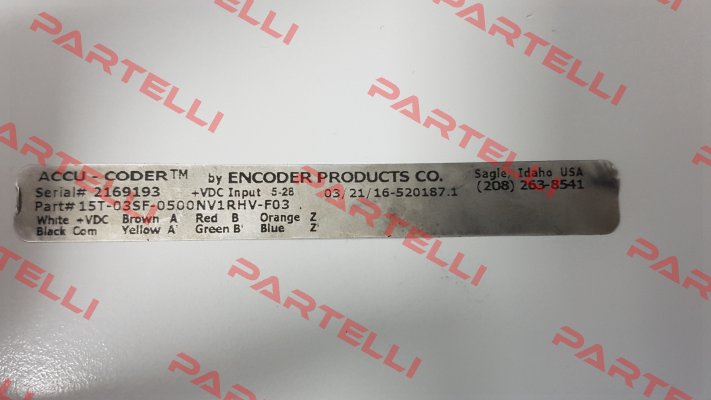 ACCU-CODER™ by ENCODER PRODUCTS CO. Sagle, Idaho USA
Serial# 2169193 +VDC Input 5-28 03/21/16-520187.1 (208) 263-8541
Part# 15T-03SF-0500NV1RHV-F03
White +VDC Brown A Red B Orange Z
Black Com Yellow A' Green B' Blue Z'
PARTELLI
PARTELLI
PARTELLI
PARTELLI
PARTELLI
PARTELLI
PARTELLI
PARTELLI
PARTELLI